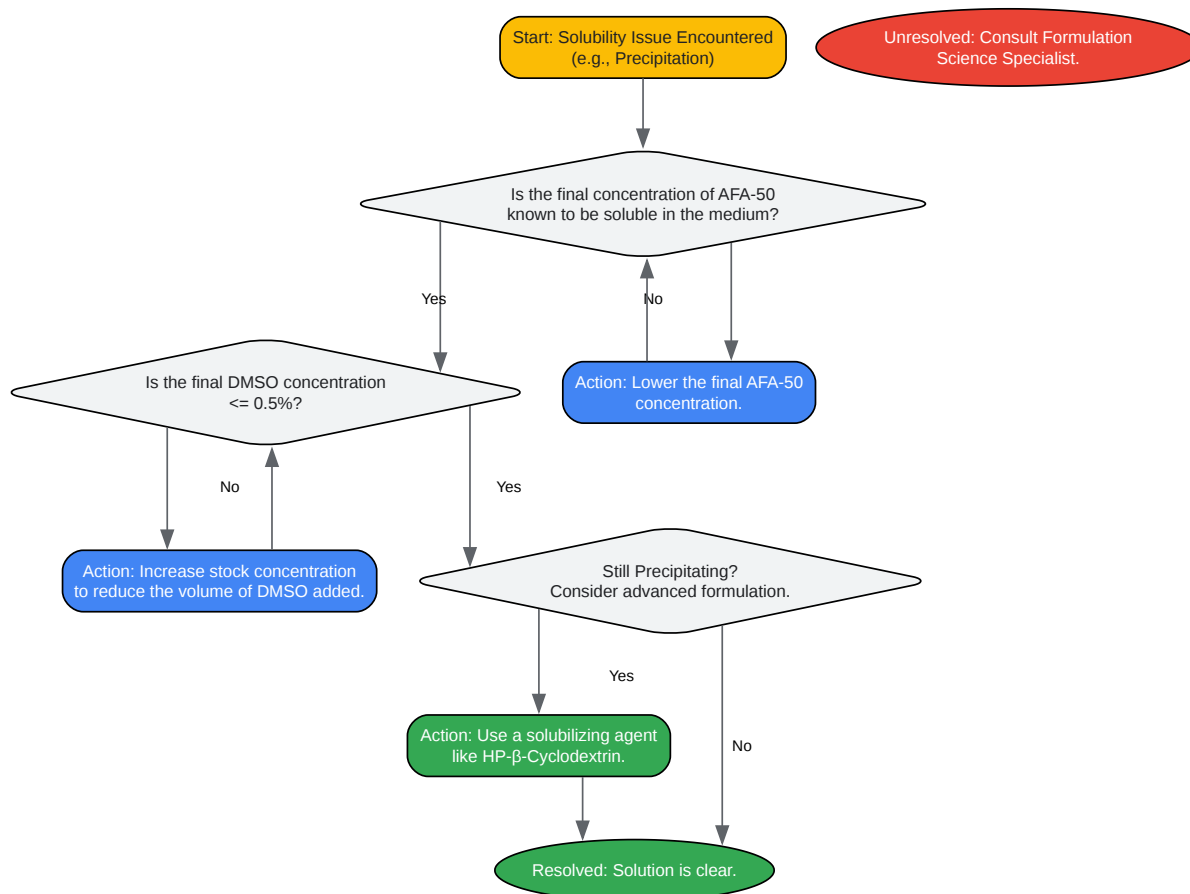 Start: Solubility Issue Encountered
(e.g., Precipitation)
Unresolved: Consult Formulation
Science Specialist.
Is the final concentration of AFA-50
known to be soluble in the medium?
Yes
No
Is the final DMSO concentration
<= 0.5%?
Action: Lower the final AFA-50
concentration.
No
Yes
Action: Increase stock concentration
to reduce the volume of DMSO added.
Still Precipitating?
Consider advanced formulation.
Yes
Action: Use a solubilizing agent
like HP-β-Cyclodextrin.
No
Resolved: Solution is clear.